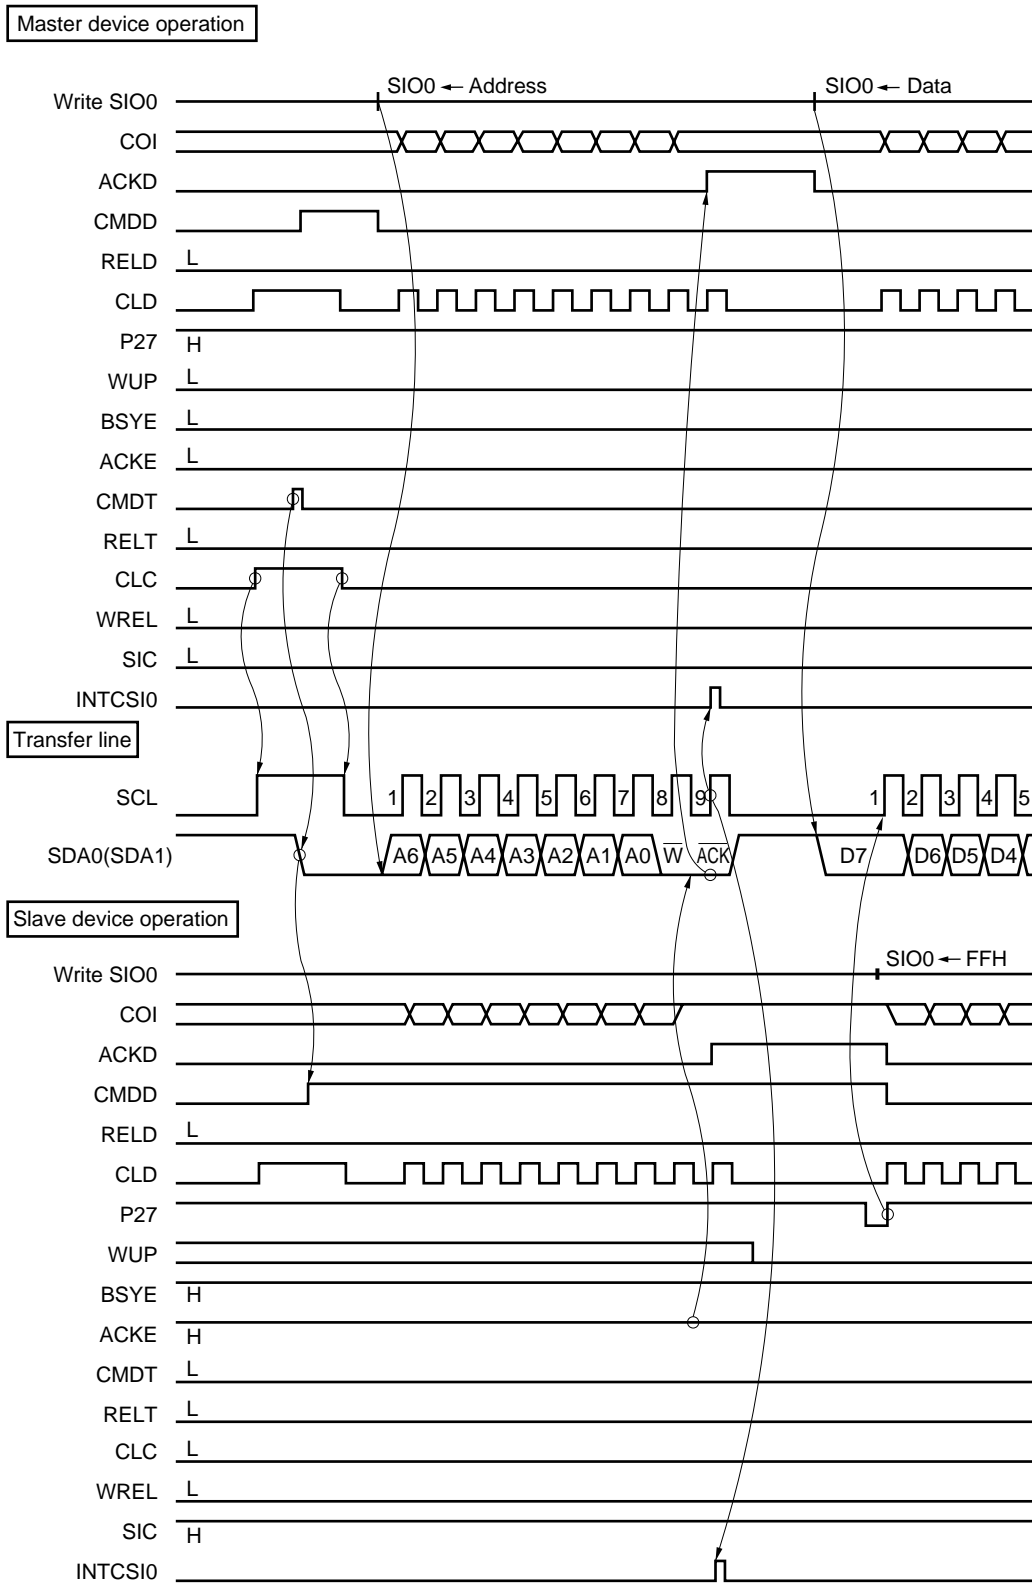 Master device operation
SIO0 ← Address
SIO0 ← Data
Write SIO0
COI
ACKD
CMDD
RELD L
CLD
P27 H
WUP L
BSYE L
ACKE L
CMDT
RELT L
CLC
WREL L
SIC L
INTCSI0
Transfer line
SCL 1 2 3 4 5 6 7 8 9 1 2 3 4 5
SDA0(SDA1) A6 A5 A4 A3 A2 A1 A0 W̅ A̅C̅K̅ D7 D6 D5 D4
Slave device operation
SIO0 ← FFH
Write SIO0
COI
ACKD
CMDD
RELD L
CLD
P27
WUP
BSYE H
ACKE H
CMDT L
RELT L
CLC L
WREL L
SIC H
INTCSI0